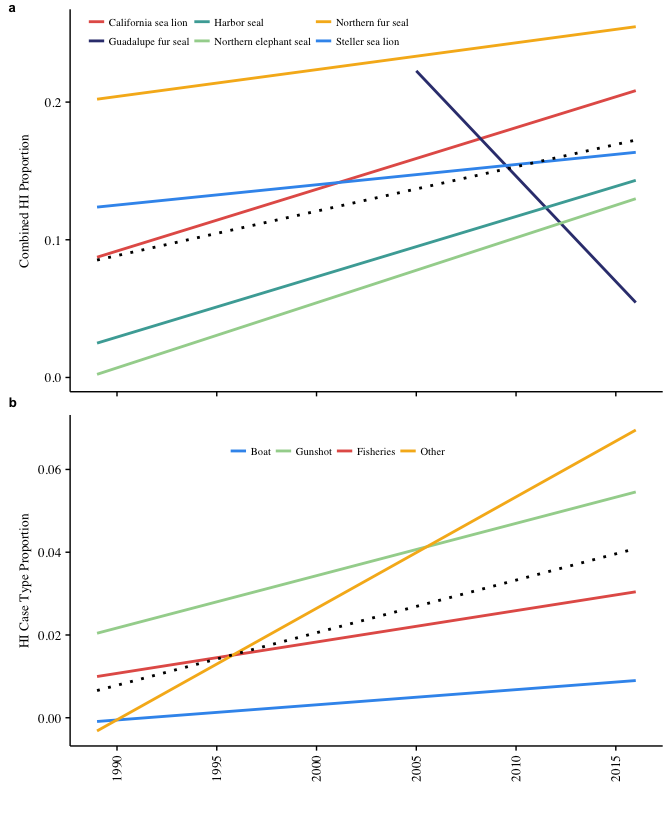 a
California sea lion Harbor seal Northern fur seal
Guadalupe fur seal Northern elephant seal Steller sea lion
0.2
0.1
0.0
Combined HI Proportion
b
Boat Gunshot Fisheries Other
0.06
0.04
0.02
0.00
HI Case Type Proportion
1990 1995 2000 2005 2010 2015